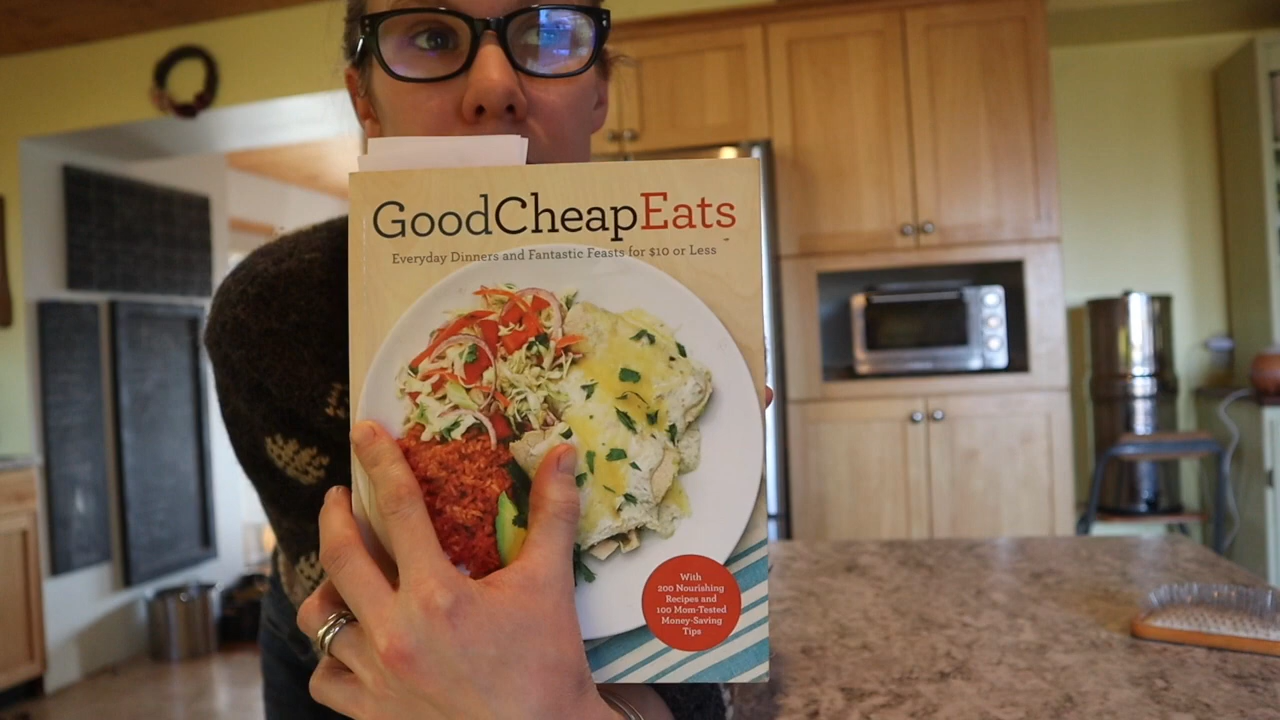 GoodCheapEats
Everyday Dinners and Fantastic Feasts for $10 or Less
With
200 Nourishing
Recipes and
100 Mom-Tested
Money-Saving
Tips